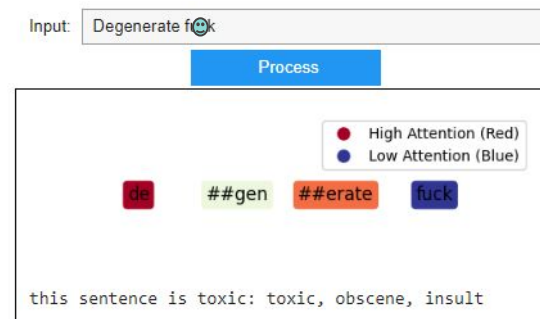 Input: Degenerate f k
Process
High Attention (Red)
Low Attention (Blue)
de ##gen ##erate fuck
this sentence is toxic: toxic, obscene, insult